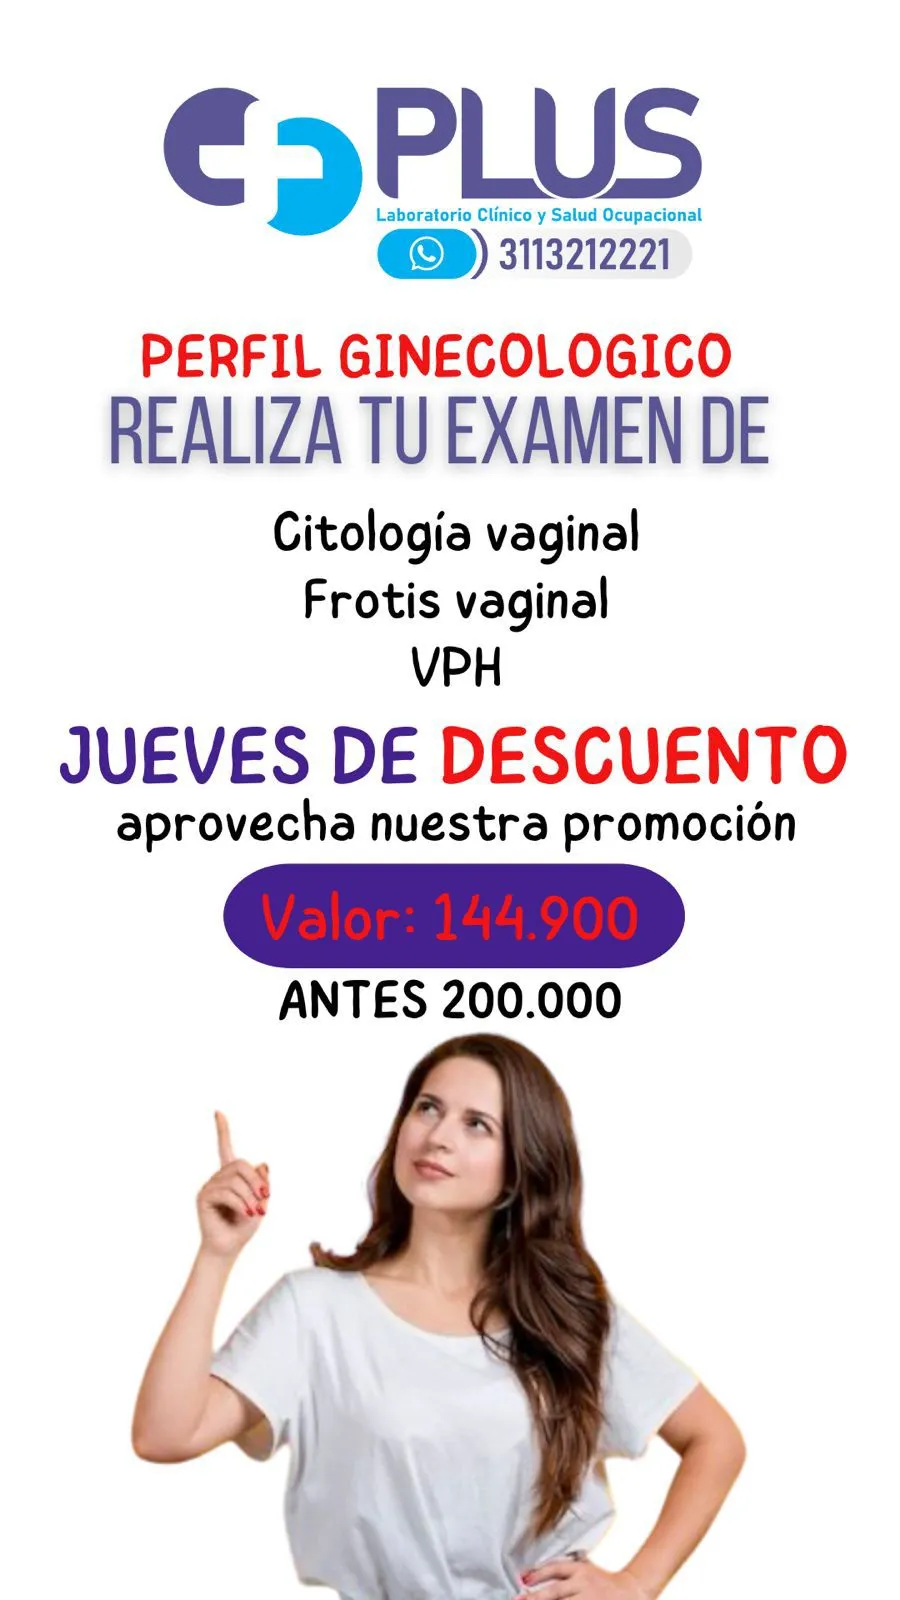 PLUS
Laboratorio Clínico y Salud Ocupacional
3113212221
PERFIL GINECOLOGICO
REALIZA TU EXAMEN DE
Citología vaginal
Frotis vaginal
VPH
JUEVES DE DESCUENTO
aprovecha nuestra promoción
Valor: 144.900
ANTES 200.000